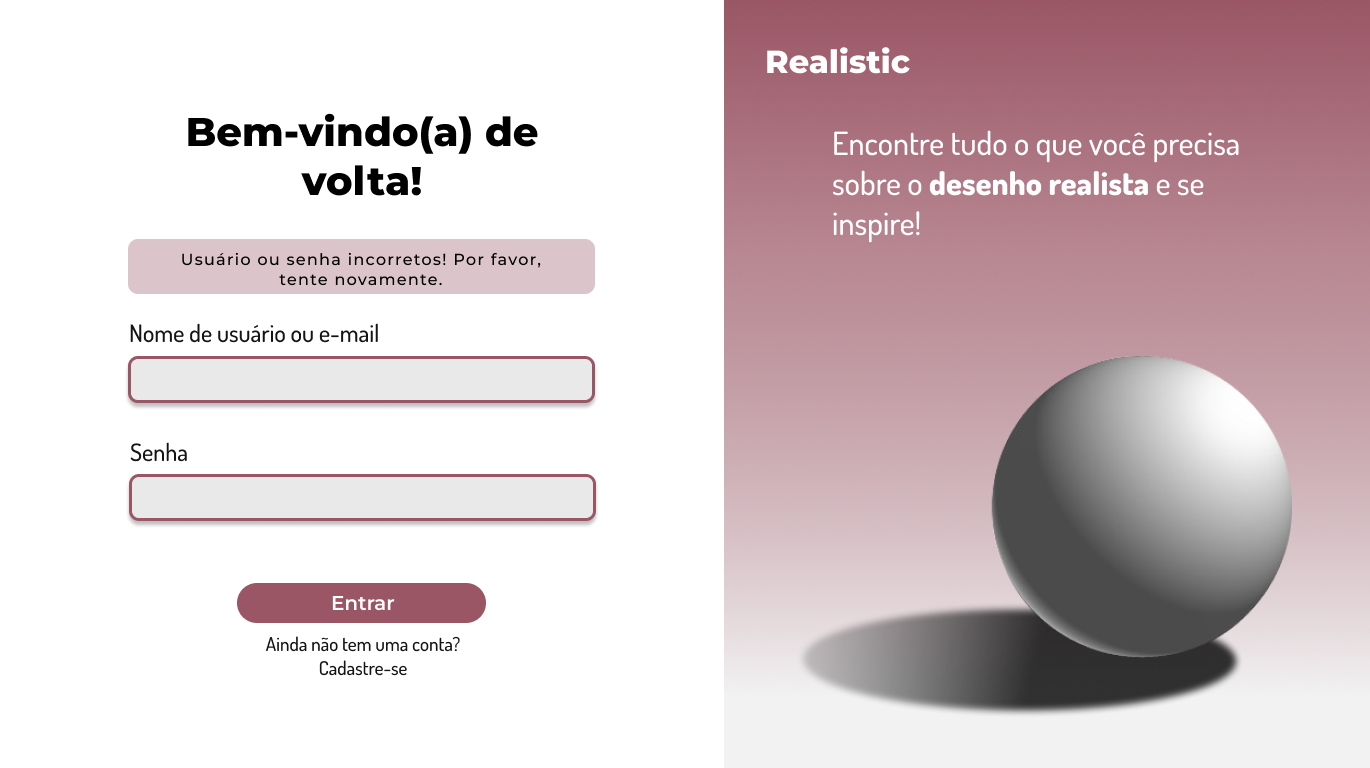 Bem-vindo(a) de
volta!
Usuário ou senha incorretos! Por favor,
tente novamente.
Nome de usuário ou e-mail
Senha
Entrar
Ainda não tem uma conta?
Cadastre-se
Realistic
Encontre tudo o que você precisa
sobre o desenho realista e se
inspire!